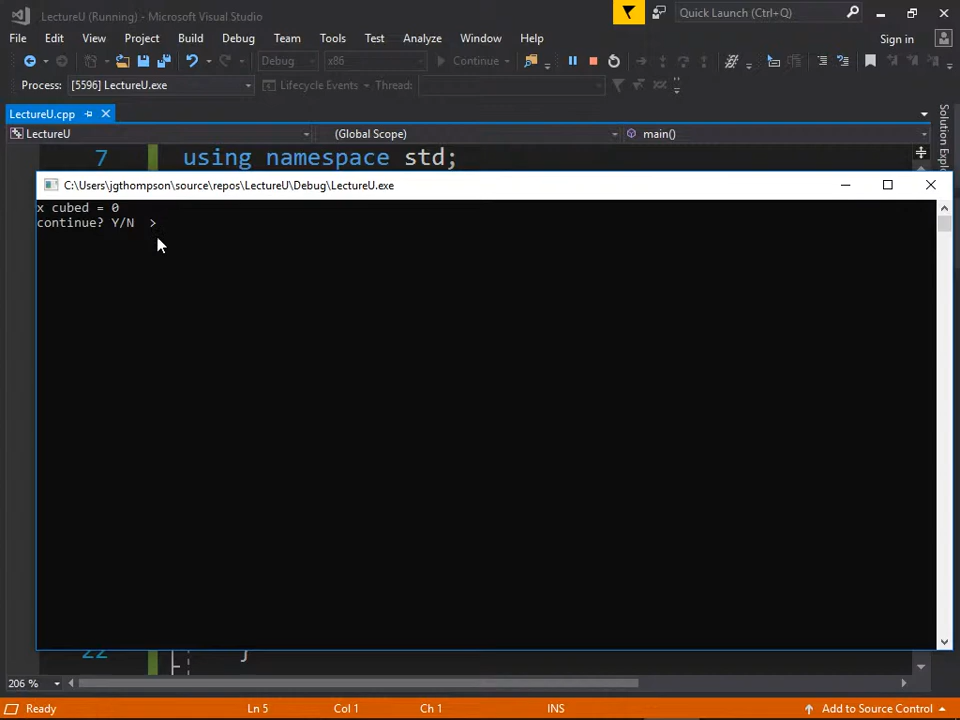 LectureU (Running) - Microsoft Visual Studio
Quick Launch (Ctrl+Q)
File Edit View Project Build Debug Team Tools Test Analyze Window Help
Sign in
Debug x86 Continue
Process: [5596] LectureU.exe Lifecycle Events Thread:
LectureU.cpp
LectureU (Global Scope) main()
Solution Explo
7 using namespace std;
C:\Users\jgthompson\source\repos\LectureU\Debug\LectureU.exe
x cubed = 0
continue? Y/N >
22 }
206 %
Ready Ln 5 Col 1 Ch 1 INS Add to Source Control